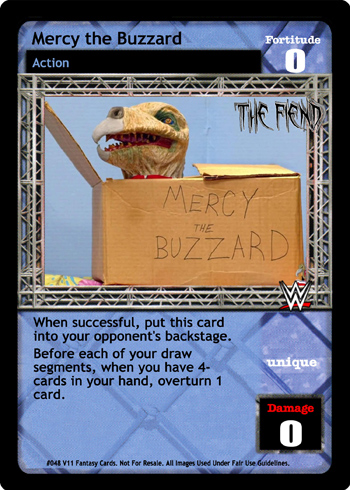 Mercy the Buzzard
Fortitude
0
Action
THE FIEND
MERCY
THE
BUZZARD
W
When successful, put this card
into your opponent's backstage.
Before each of your draw
segments, when you have 4-
cards in your hand, overturn 1
card.
unique
Damage
0
#048 V11 Fantasy Cards. Not For Resale. All Images Used Under Fair Use Guidelines.